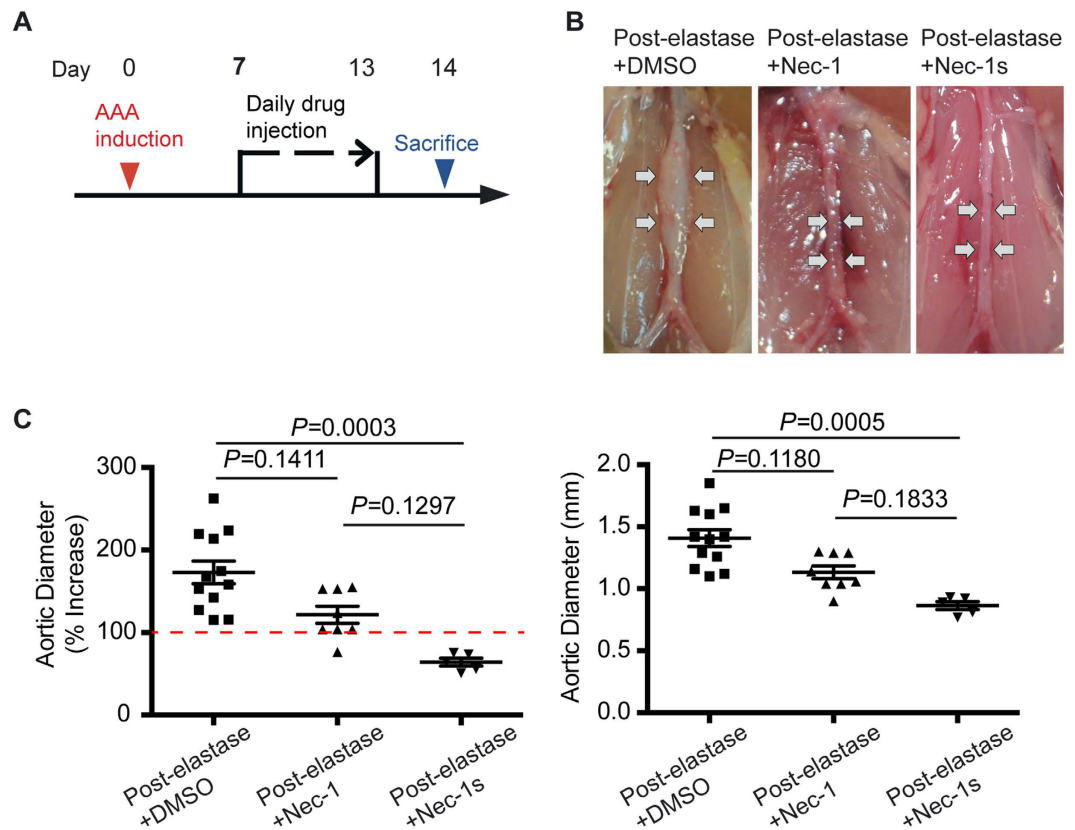 A
Day 0 7 13 14
AAA
induction
Daily drug
injection
Sacrifice
B
Post-elastase
+DMSO
Post-elastase
+Nec-1
Post-elastase
+Nec-1s
C
P=0.0003
P=0.1411
P=0.1297
300
200
100
0
Aortic Diameter
(% Increase)
Post-elastase
+DMSO
Post-elastase
+Nec-1
Post-elastase
+Nec-1s
P=0.0005
P=0.1180
P=0.1833
2.0
1.5
1.0
0.5
0.0
Aortic Diameter (mm)
Post-elastase
+DMSO
Post-elastase
+Nec-1
Post-elastase
+Nec-1s